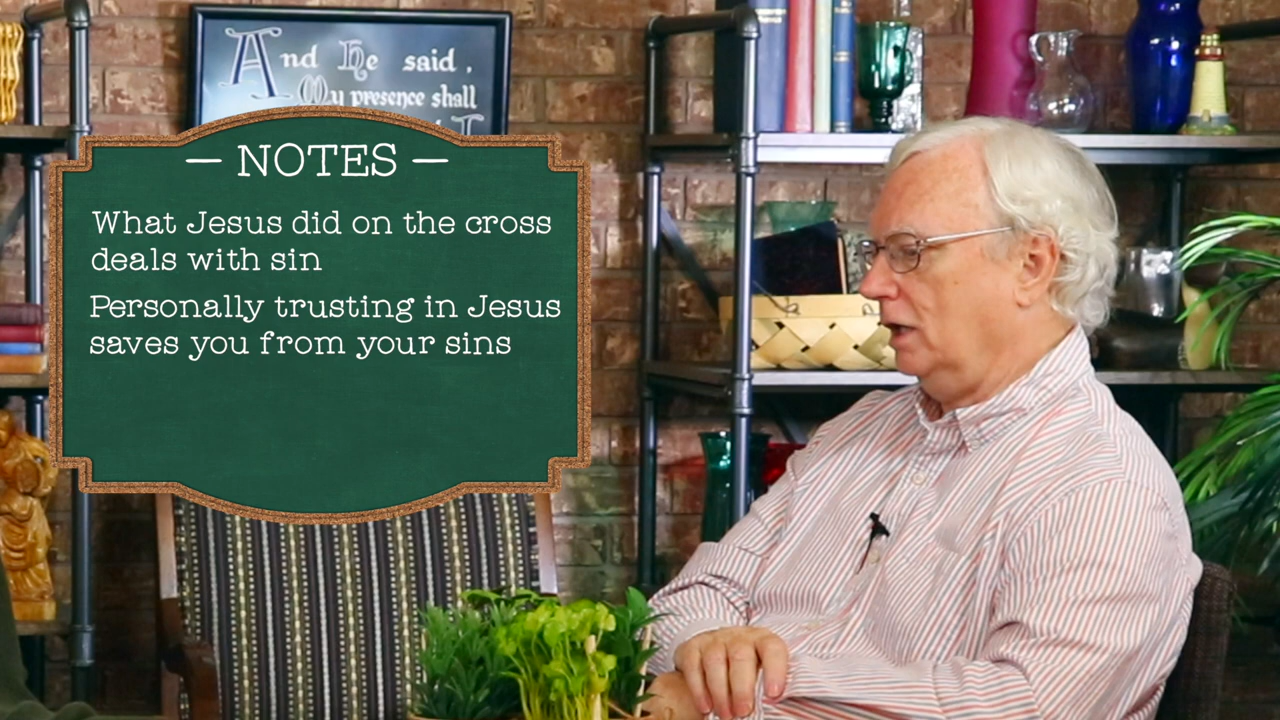 And He said,
My presence shall
— NOTES —
What Jesus did on the cross
deals with sin
Personally trusting in Jesus
saves you from your sins